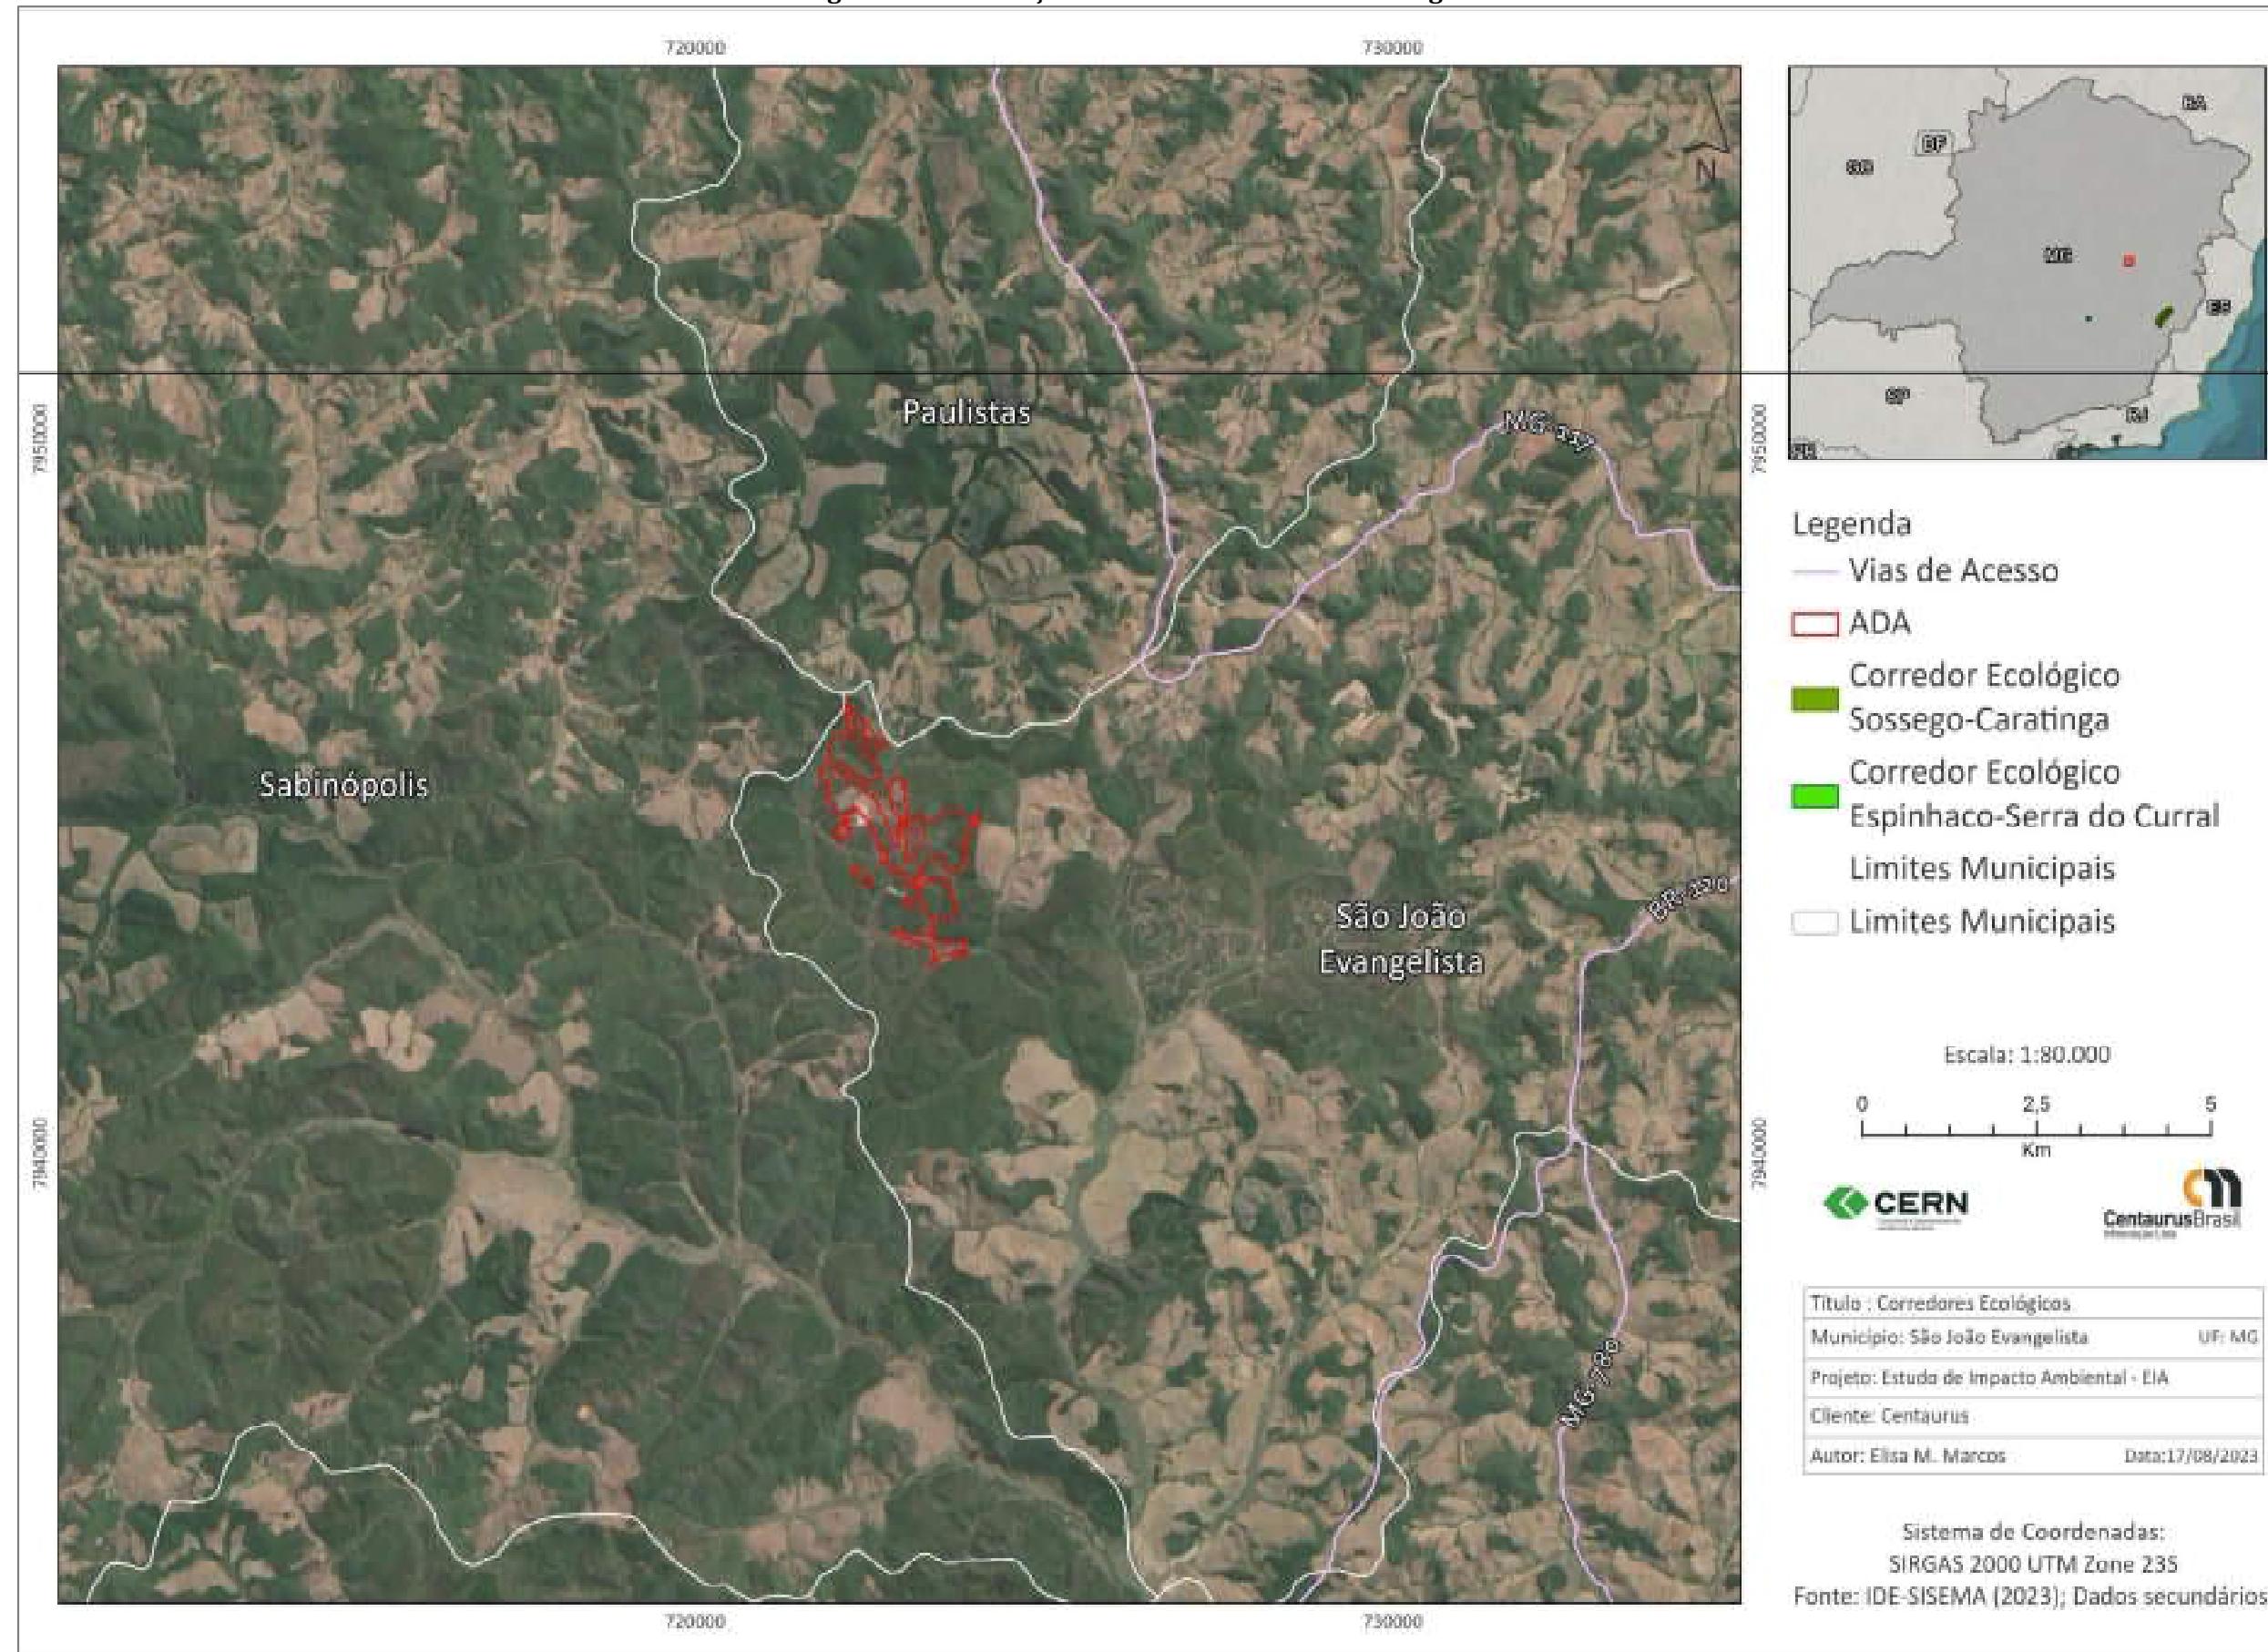 720000
730000
7950000
7950000
7940000
7940000
720000
730000
Paulistas
Sabinópolis
São João
Evangelista
MG-117
BR-120
MG-780
BA
DF
GO
MG
ES
SP
RJ
PR
Legenda
Vias de Acesso
ADA
Corredor Ecológico
Sossego-Caratinga
Corredor Ecológico
Espinhaco-Serra do Curral
Limites Municipais
Limites Municipais
Escala: 1:80.000
0 2,5 5
Km
CERN
CentaurusBrasil
Título : Corredores Ecológicos
Município: São João Evangelista UF: MG
Projeto: Estudo de Impacto Ambiental - EIA
Cliente: Centaurus
Autor: Elisa M. Marcos Data:17/08/2023
Sistema de Coordenadas:
SIRGAS 2000 UTM Zone 23S
Fonte: IDE-SISEMA (2023); Dados secundários
N